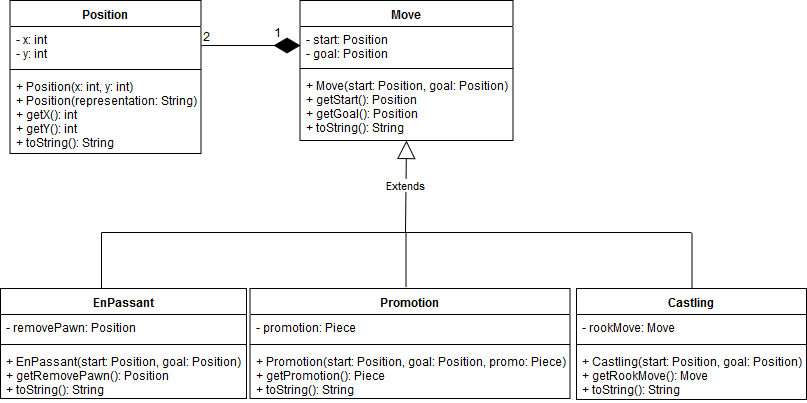 Position
- x: int
- y: int
+ Position(x: int, y: int)
+ Position(representation: String)
+ getX(): int
+ getY(): int
+ toString(): String
2
1
Move
- start: Position
- goal: Position
+ Move(start: Position, goal: Position)
+ getStart(): Position
+ getGoal(): Position
+ toString(): String
Extends
EnPassant
- removePawn: Position
+ EnPassant(start: Position, goal: Position)
+ getRemovePawn(): Position
+ toString(): String
Promotion
- promotion: Piece
+ Promotion(start: Position, goal: Position, promo: Piece)
+ getPromotion(): Piece
+ toString(): String
Castling
- rookMove: Move
+ Castling(start: Position, goal: Position)
+ getRookMove(): Move
+ toString(): String